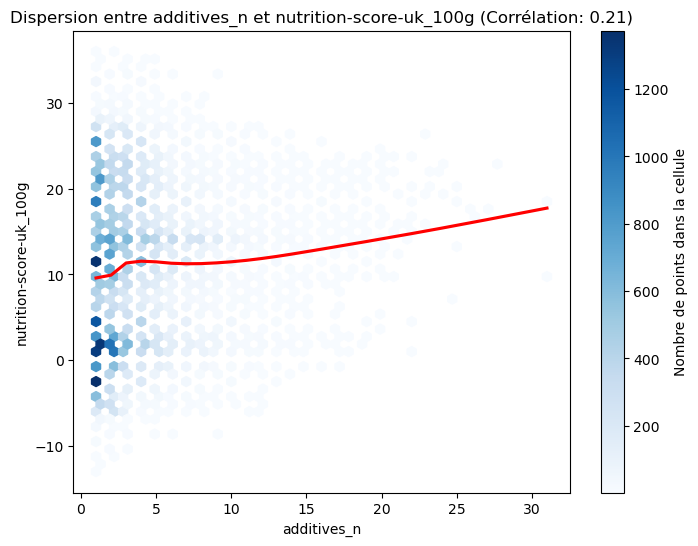 Dispersion entre additives_n et nutrition-score-uk_100g (Corrélation: 0.21)
30
20
10
0
−10
nutrition-score-uk_100g
0 5 10 15 20 25 30
additives_n
1200
1000
800
600
400
200
Nombre de points dans la cellule